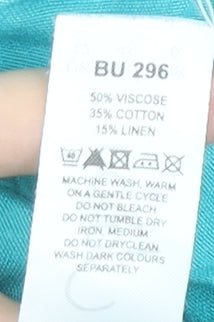 BU 296
50% VISCOSE
35% COTTON
15% LINEN
40
MACHINE WASH, WARM
ON A GENTLE CYCLE
DO NOT BLEACH
DO NOT TUMBLE DRY
IRON, MEDIUM
DO NOT DRYCLEAN
WASH DARK COLOURS
SEPARATELY